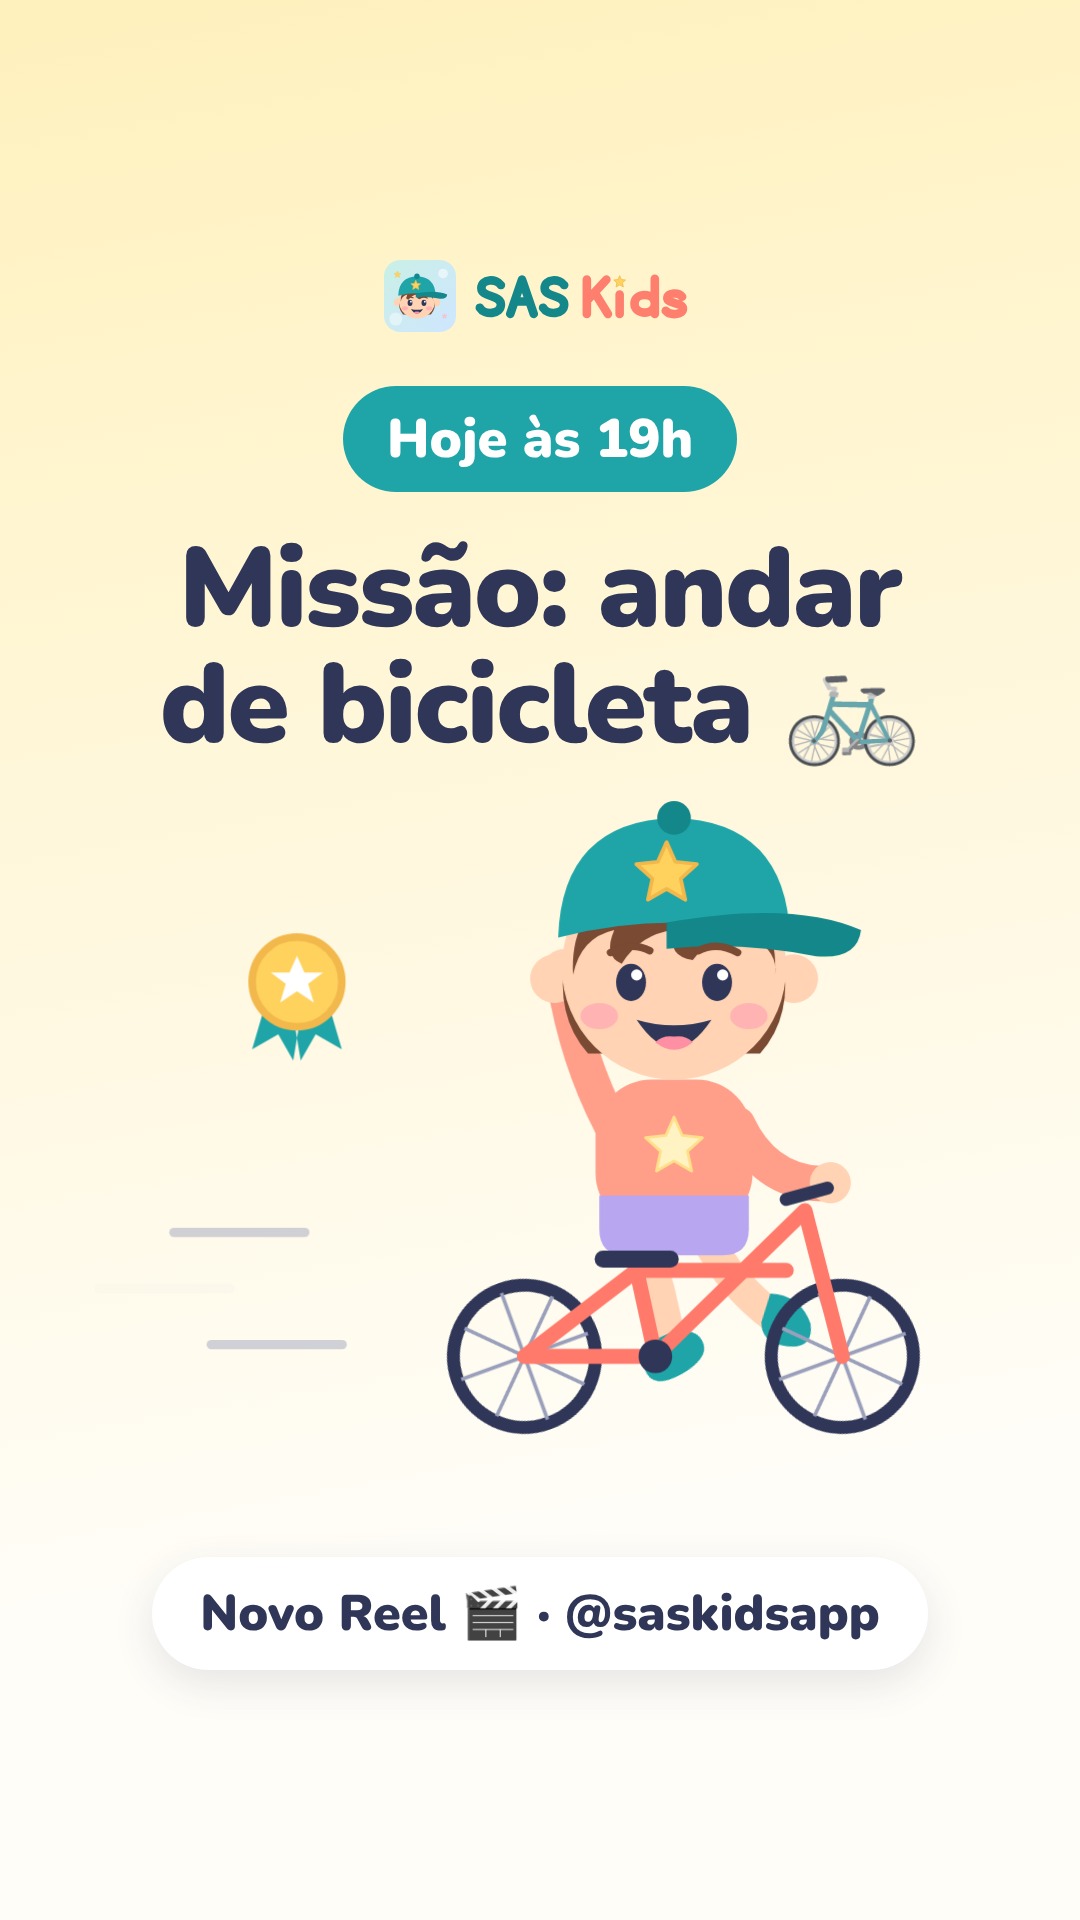 SAS Kids
Hoje às 19h
Missão: andar
de bicicleta 🚲
Novo Reel 🎬 · @saskidsapp